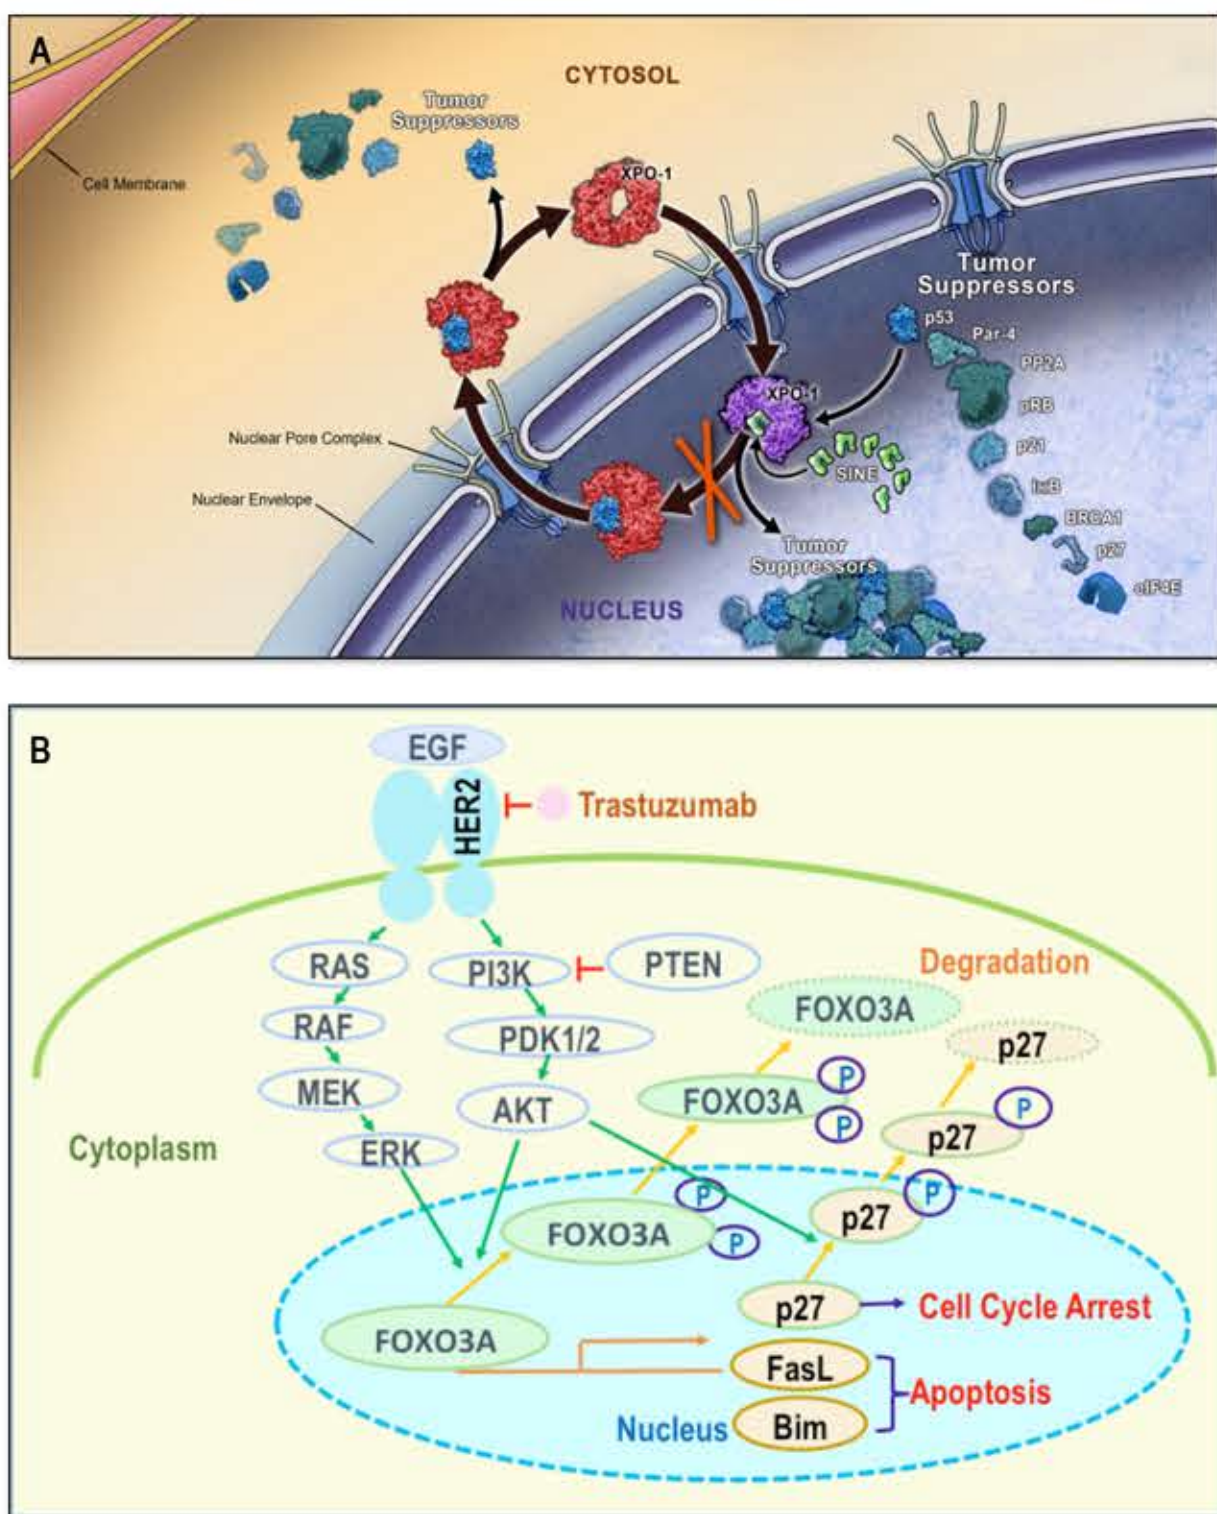 A
CYTOSOL
Tumor
Suppressors
XPO-1
Cell Membrane
Tumor
Suppressors
p53
Par-4
PP2A
XPO-1
pRB
Nuclear Pore Complex
p21
SINE
IκB
Nuclear Envelope
BRCA1
Tumor
Suppressors
p27
eIF4E
NUCLEUS
B
EGF
HER2
Trastuzumab
RAS
PI3K
PTEN
Degradation
FOXO3A
RAF
PDK1/2
p27
MEK
AKT
FOXO3A
P
P
P
p27
Cytoplasm
ERK
P
P
p27
FOXO3A
P
p27
Cell Cycle Arrest
FOXO3A
FasL
Apoptosis
Nucleus
Bim